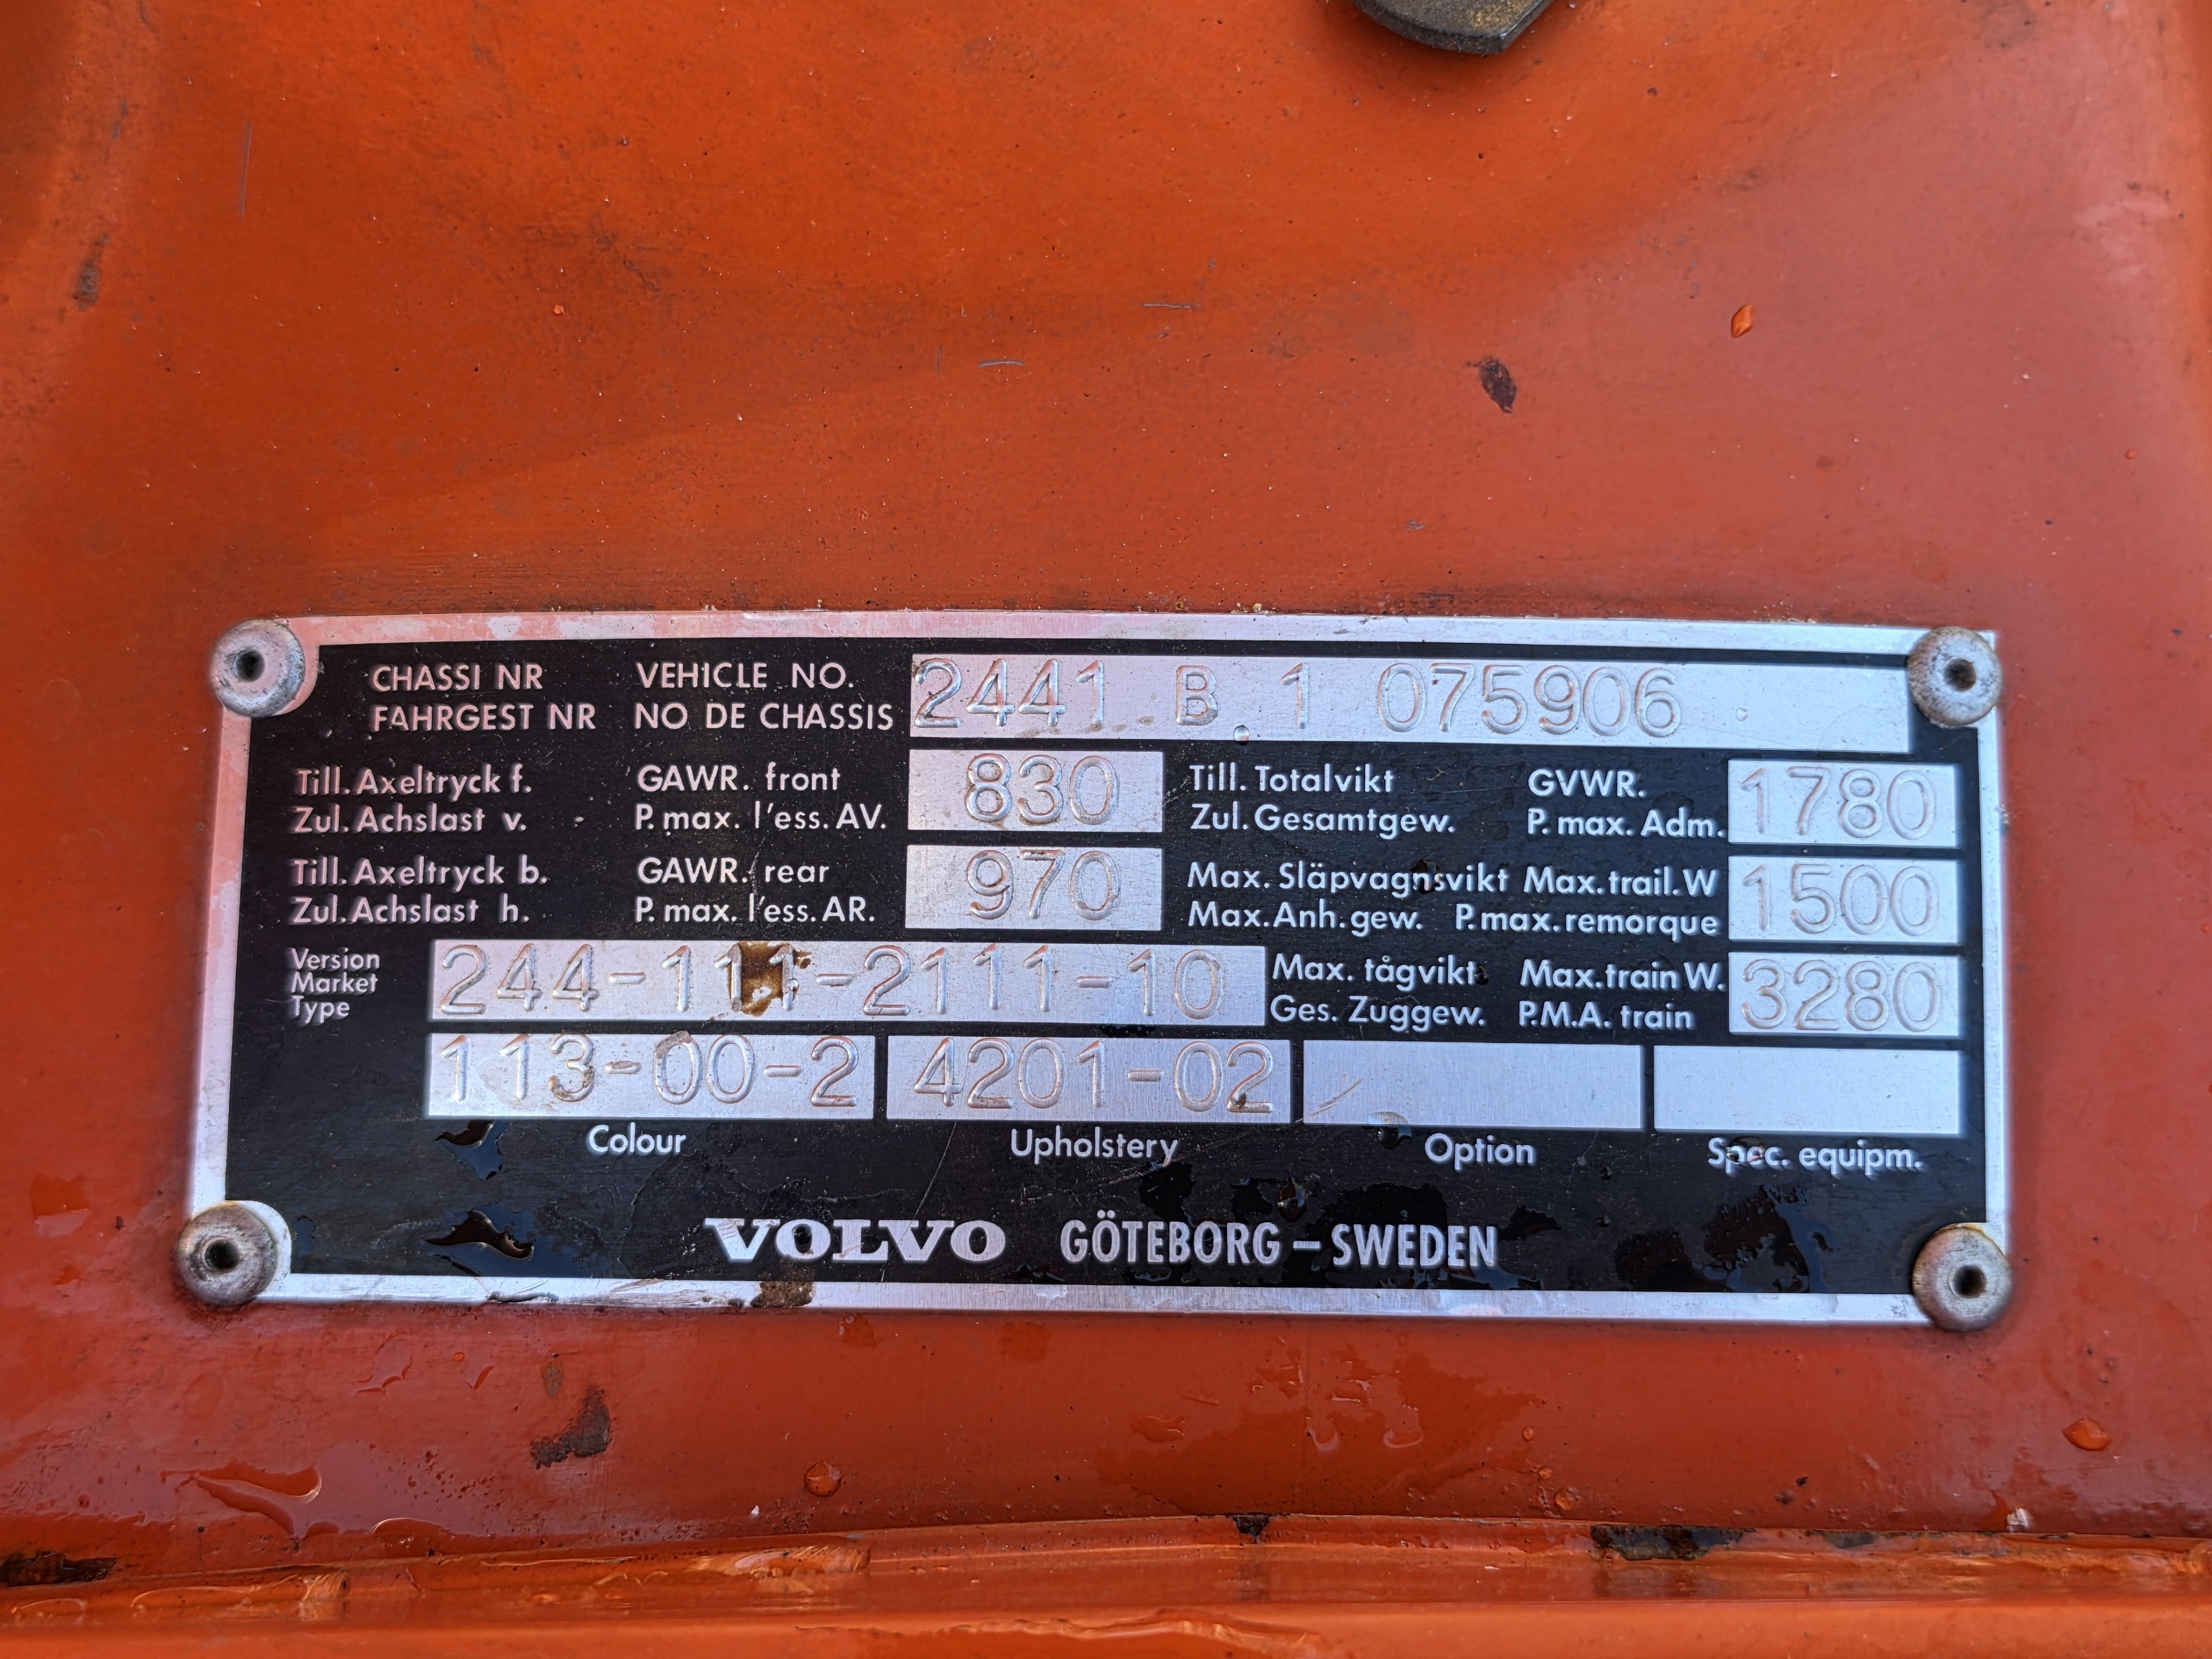 CHASSI NR VEHICLE NO. 2441 B 1 075906
FAHRGEST NR NO DE CHASSIS
Till. Axeltryck f. GAWR. front 830 Till. Totalvikt GVWR. 1780
Zul. Achslast v. P. max. l'ess. AV. Zul. Gesamtgew. P. max. Adm.
Till. Axeltryck b. GAWR. rear 970 Max. Släpvagnsvikt Max. trail. W 1500
Zul. Achslast h. P. max. l'ess. AR. Max. Anh. gew. P. max. remorque
Version 244-111-2111-10 Max. tågvikt Max. train W. 3280
Market
Type Ges. Zuggew. P.M.A. train
113-00-2 4201-02
Colour Upholstery Option Spec. equipm.
VOLVO GÖTEBORG – SWEDEN